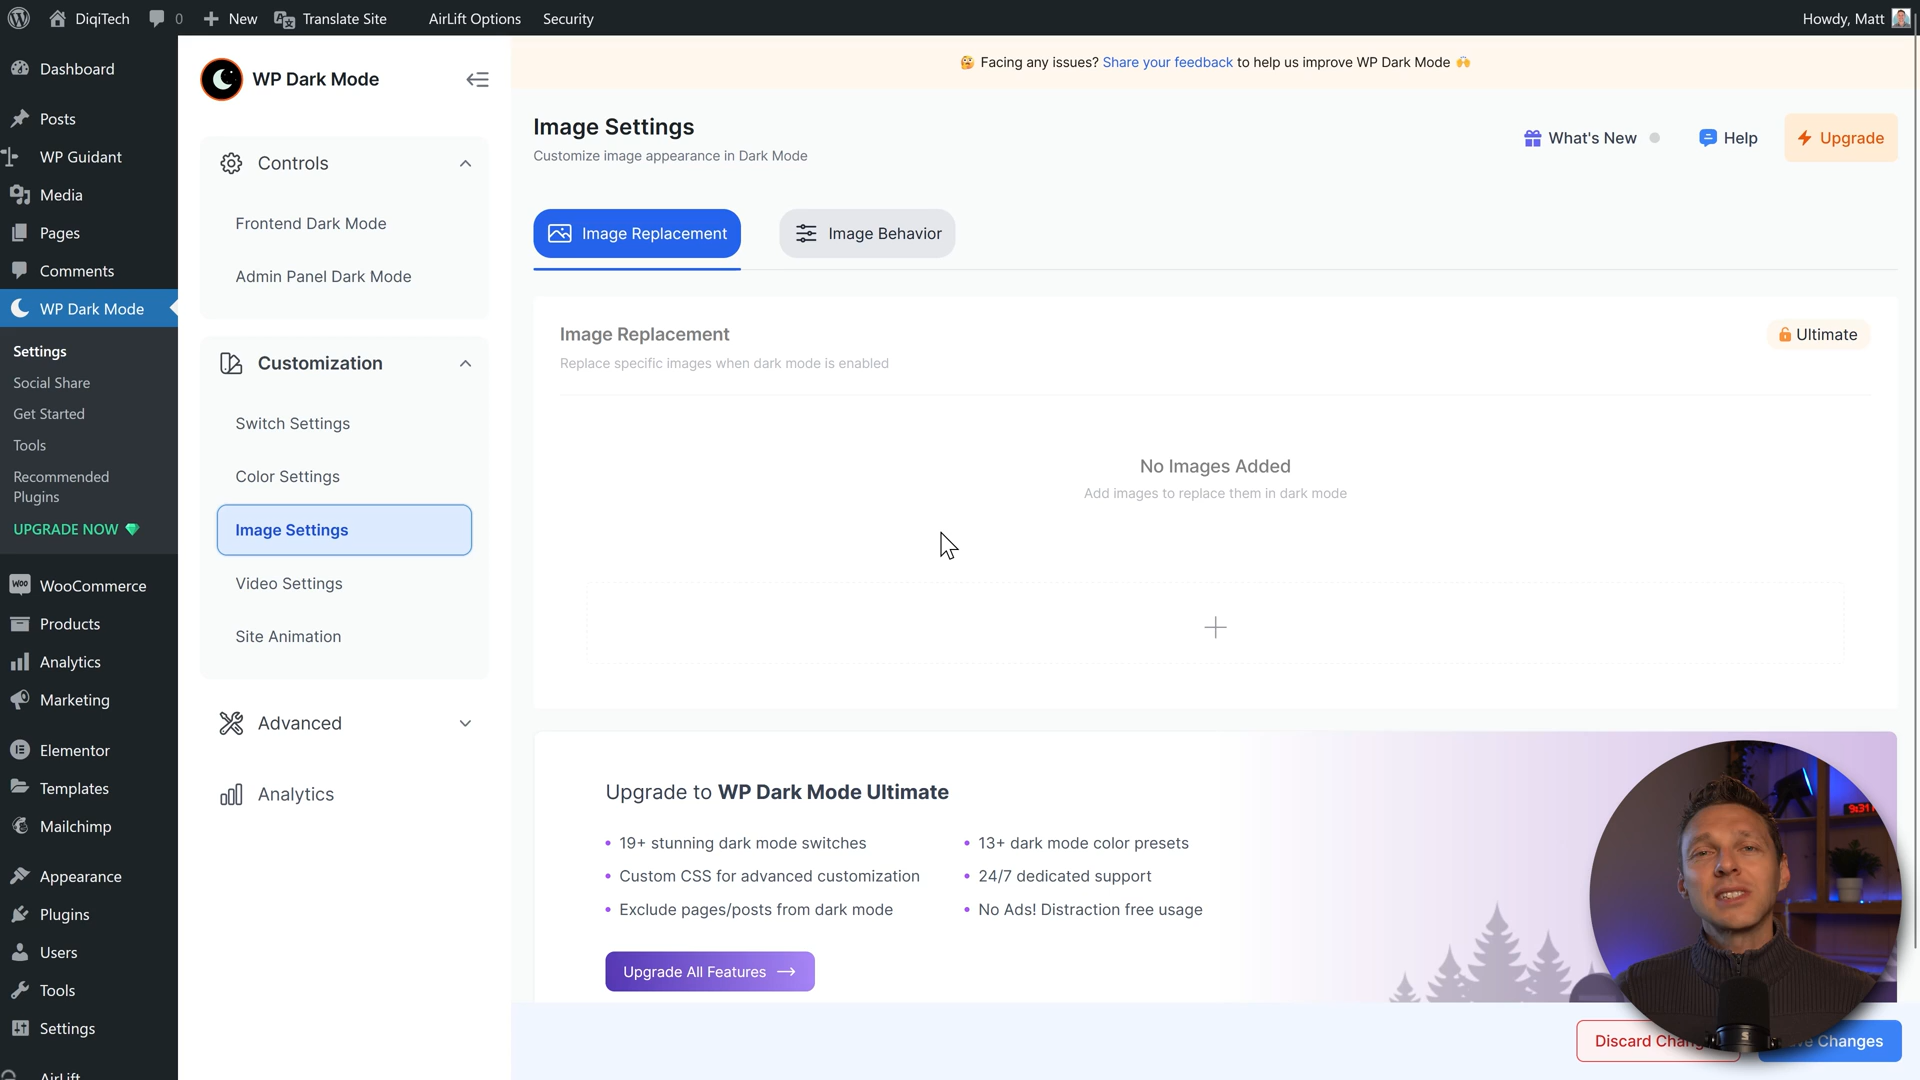 DiqiTech
0
New
Translate Site
AirLift Options
Security
Howdy, Matt
Dashboard
Posts
WP Guidant
Media
Pages
Comments
WP Dark Mode
Settings
Social Share
Get Started
Tools
Recommended
Plugins
UPGRADE NOW
WooCommerce
Products
Analytics
Marketing
Elementor
Templates
Mailchimp
Appearance
Plugins
Users
Tools
Settings
AirLift
WP Dark Mode
Controls
Frontend Dark Mode
Admin Panel Dark Mode
Customization
Switch Settings
Color Settings
Image Settings
Video Settings
Site Animation
Advanced
Analytics
Facing any issues? Share your feedback to help us improve WP Dark Mode
Image Settings
Customize image appearance in Dark Mode
What's New
Help
Upgrade
Image Replacement
Image Behavior
Image Replacement
Ultimate
Replace specific images when dark mode is enabled
No Images Added
Add images to replace them in dark mode
Upgrade to WP Dark Mode Ultimate
• 19+ stunning dark mode switches
• 13+ dark mode color presets
• Custom CSS for advanced customization
• 24/7 dedicated support
• Exclude pages/posts from dark mode
• No Ads! Distraction free usage
Upgrade All Features →
Discard
Changes